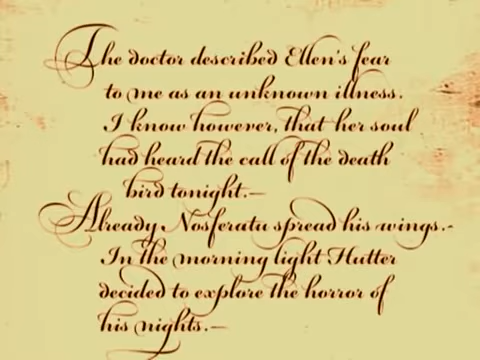 The doctor described Ellen's fear
to me as an unknown illness.
I know however, that her soul
had heard the call of the death
bird tonight.—
Already Nosferatu spread his wings.-
In the morning light Hutter
decided to explore the horror of
his nights.—